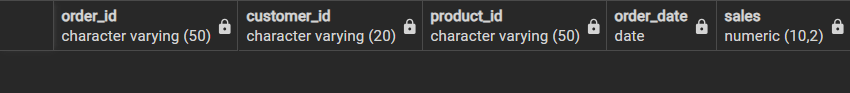 order_id customer_id product_id order_date sales
character varying (50) character varying (20) character varying (50) date numeric (10,2)